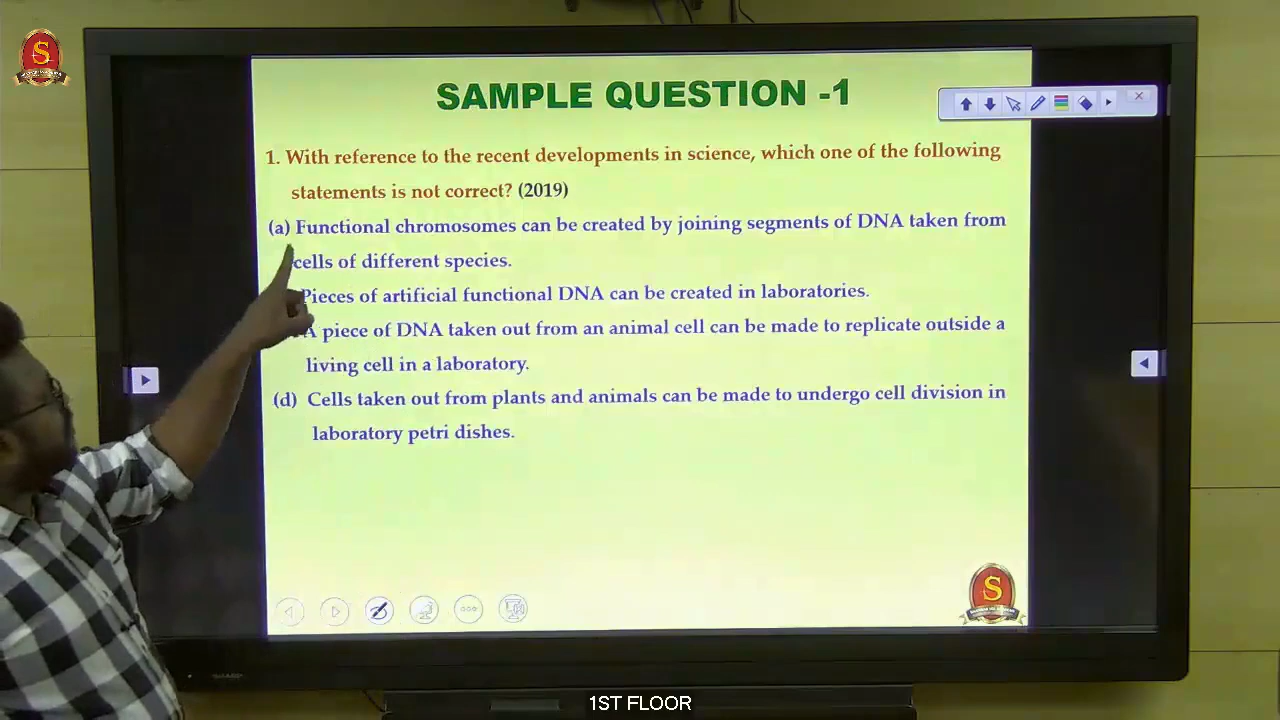 SAMPLE QUESTION -1
1. With reference to the recent developments in science, which one of the following
statements is not correct? (2019)
(a) Functional chromosomes can be created by joining segments of DNA taken from
cells of different species.
Pieces of artificial functional DNA can be created in laboratories.
A piece of DNA taken out from an animal cell can be made to replicate outside a
living cell in a laboratory.
(d) Cells taken out from plants and animals can be made to undergo cell division in
laboratory petri dishes.
S
S
SHARP
1ST FLOOR